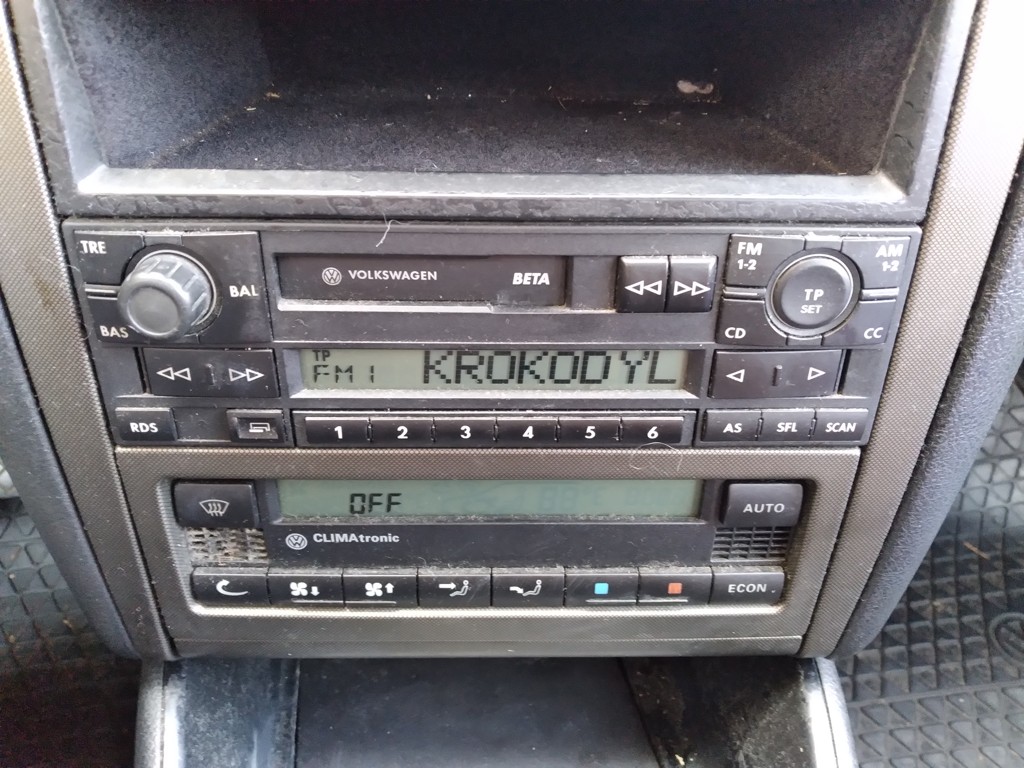 TRE
BAL
BAS
VOLKSWAGEN BETA
FM 1-2
AM 1-2
TP SET
CD
CC
TP
FM1 KROKODYL
RDS
1 2 3 4 5 6
AS SFL SCAN
OFF
AUTO
CLIMAtronic
ECON